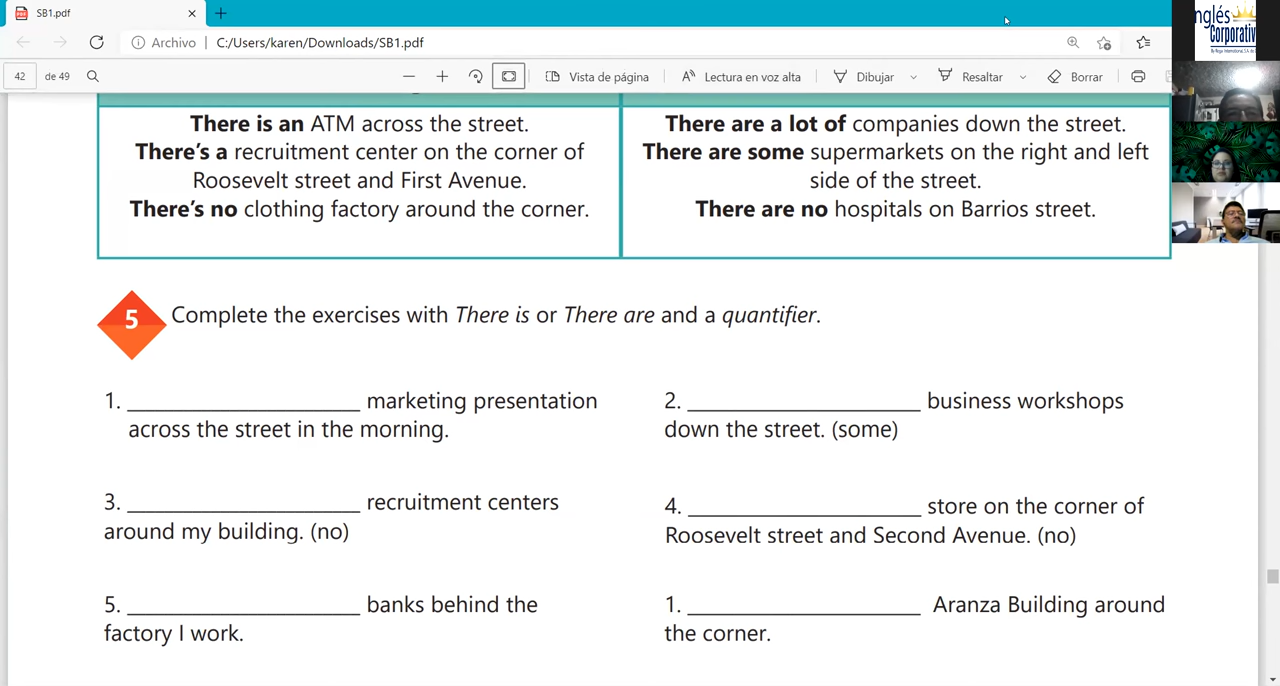 SB1.pdf
Archivo C:/Users/karen/Downloads/SB1.pdf
42 de 49 Vista de página Lectura en voz alta Dibujar Resaltar Borrar
There is an ATM across the street.
There's a recruitment center on the corner of
Roosevelt street and First Avenue.
There's no clothing factory around the corner.
There are a lot of companies down the street.
There are some supermarkets on the right and left
side of the street.
There are no hospitals on Barrios street.
5 Complete the exercises with There is or There are and a quantifier.
1. ____________________ marketing presentation
across the street in the morning.
2. ____________________ business workshops
down the street. (some)
3. ____________________ recruitment centers
around my building. (no)
4. ____________________ store on the corner of
Roosevelt street and Second Avenue. (no)
5. ____________________ banks behind the
factory I work.
1. ____________________ Aranza Building around
the corner.
nglés
Corporativ